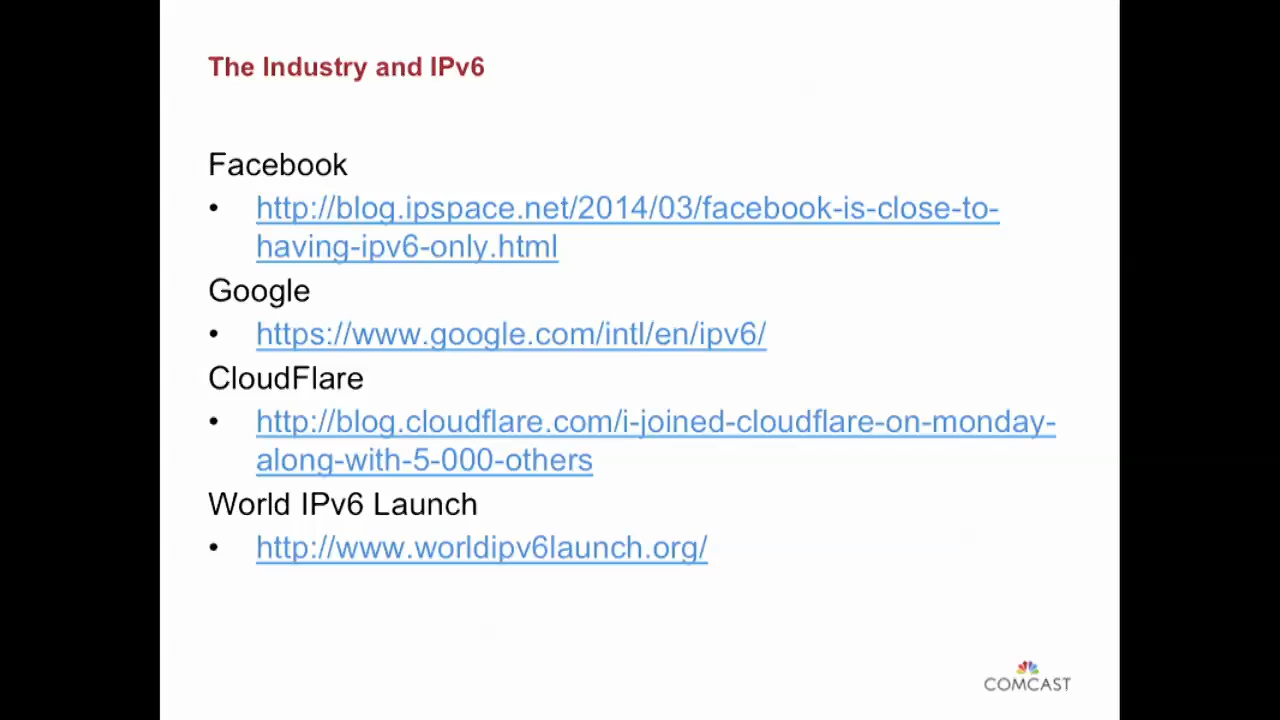 The Industry and IPv6
Facebook
• http://blog.ipspace.net/2014/03/facebook-is-close-to-
having-ipv6-only.html
Google
• https://www.google.com/intl/en/ipv6/
CloudFlare
• http://blog.cloudflare.com/i-joined-cloudflare-on-monday-
along-with-5-000-others
World IPv6 Launch
• http://www.worldipv6launch.org/
COMCAST